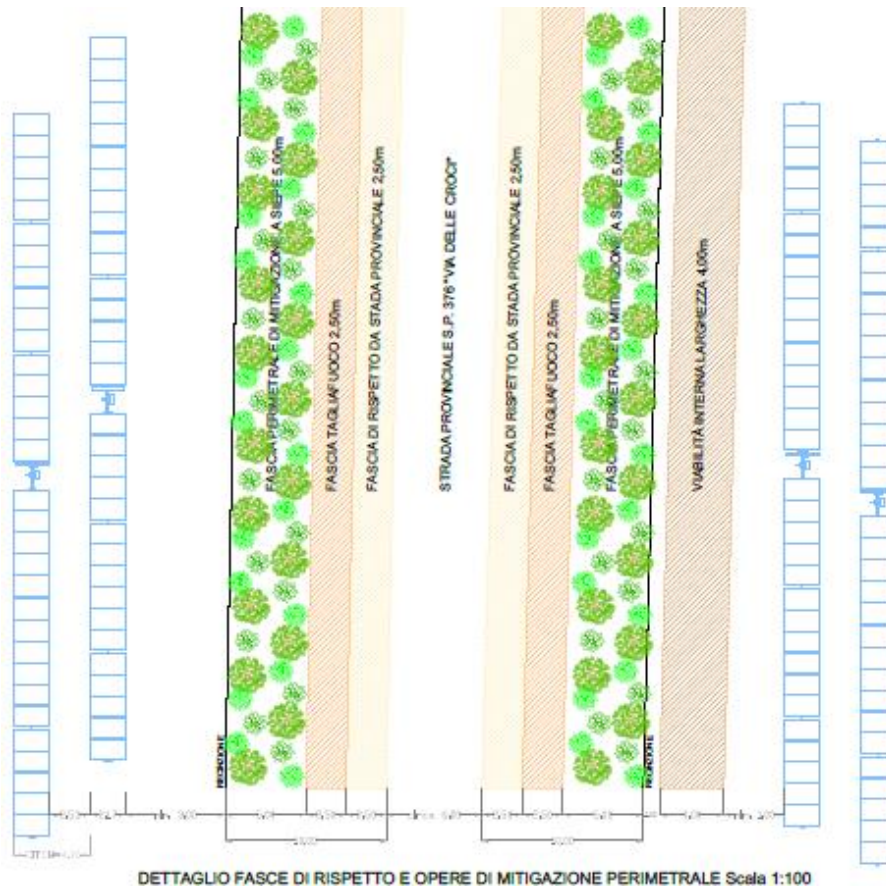 FASCIA PERIMETRALE DI MITIGAZIONE A SIEPE 5,00m
FASCIA TAGLIAFUOCO 2,50m
FASCIA DI RISPETTO DA STADA PROVINCIALE 2,50m
STRADA PROVINCIALE S.P. 376 "VIA DELLE CROCI"
FASCIA DI RISPETTO DA STADA PROVINCIALE 2,50m
FASCIA TAGLIAFUOCO 2,50m
FASCIA PERIMETRALE DI MITIGAZIONE A SIEPE 5,00m
VIABILITÀ INTERNA LARGHEZZA 4,00m
RECINZIONE
RECINZIONE
DETTAGLIO FASCE DI RISPETTO E OPERE DI MITIGAZIONE PERIMETRALE Scala 1:100